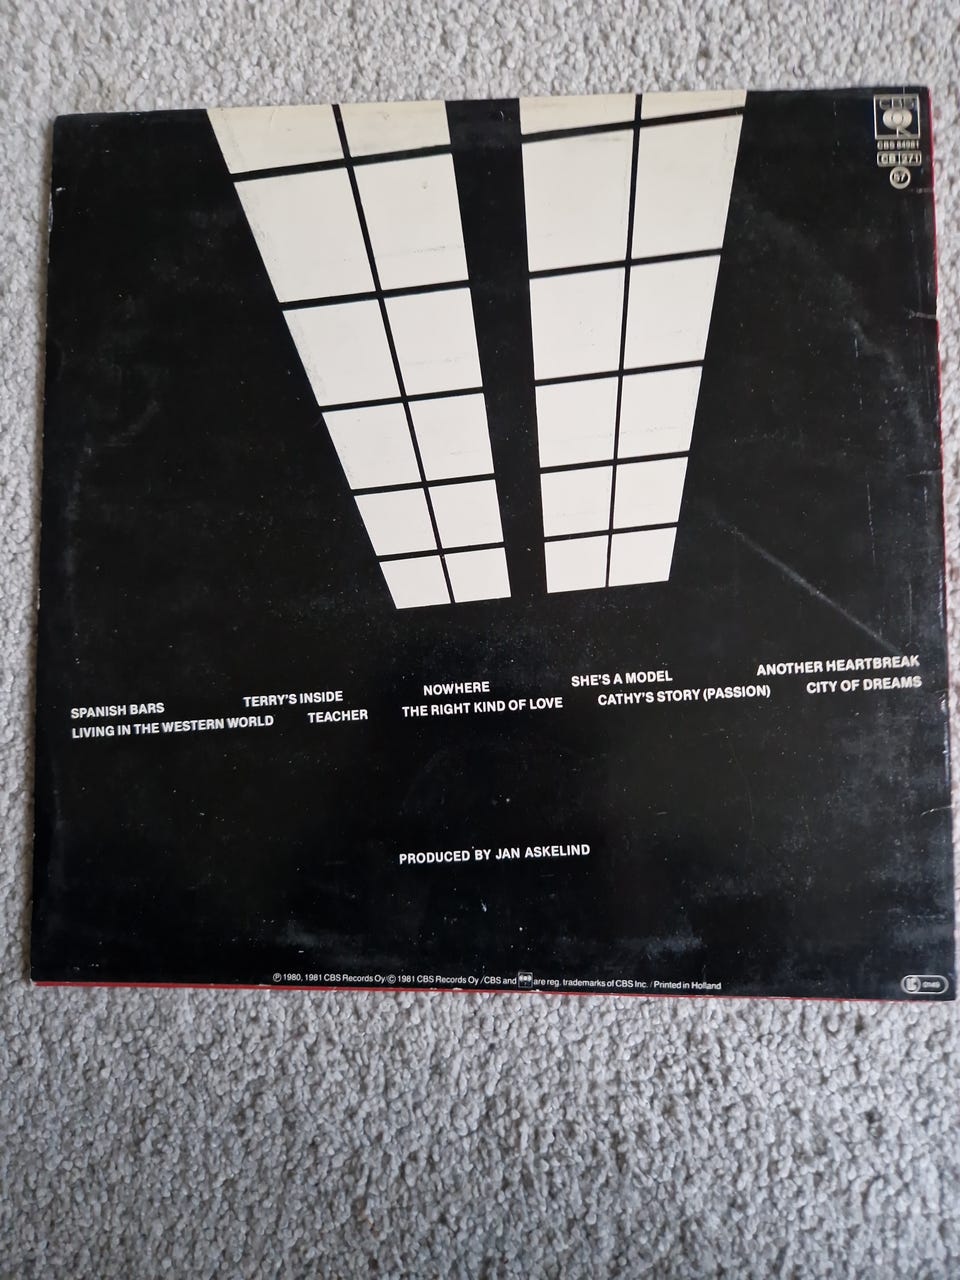 CBS
CBS 84981
CB 271
SPANISH BARS TERRY'S INSIDE NOWHERE SHE'S A MODEL ANOTHER HEARTBREAK
LIVING IN THE WESTERN WORLD TEACHER THE RIGHT KIND OF LOVE CATHY'S STORY (PASSION) CITY OF DREAMS
PRODUCED BY JAN ASKELIND
Ⓟ 1980, 1981 CBS Records Oy/© 1981 CBS Records Oy /CBS and CBS are reg. trademarks of CBS Inc. / Printed in Holland